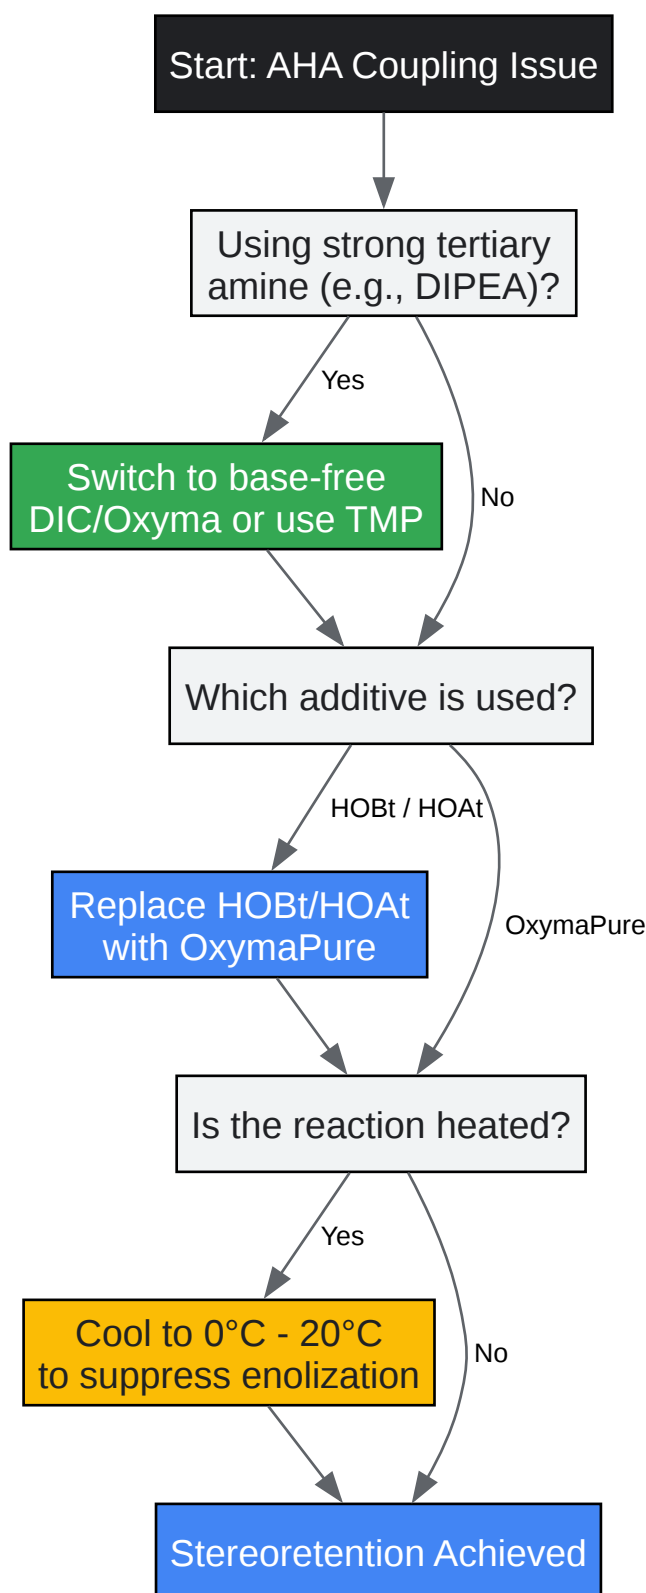 Start: AHA Coupling Issue
Using strong tertiary
amine (e.g., DIPEA)?
Yes
Switch to base-free
DIC/Oxyma or use TMP
No
Which additive is used?
HOBt / HOAt
Replace HOBt/HOAt
with OxymaPure
OxymaPure
Is the reaction heated?
Yes
Cool to 0°C - 20°C
to suppress enolization
No
Stereoretention Achieved